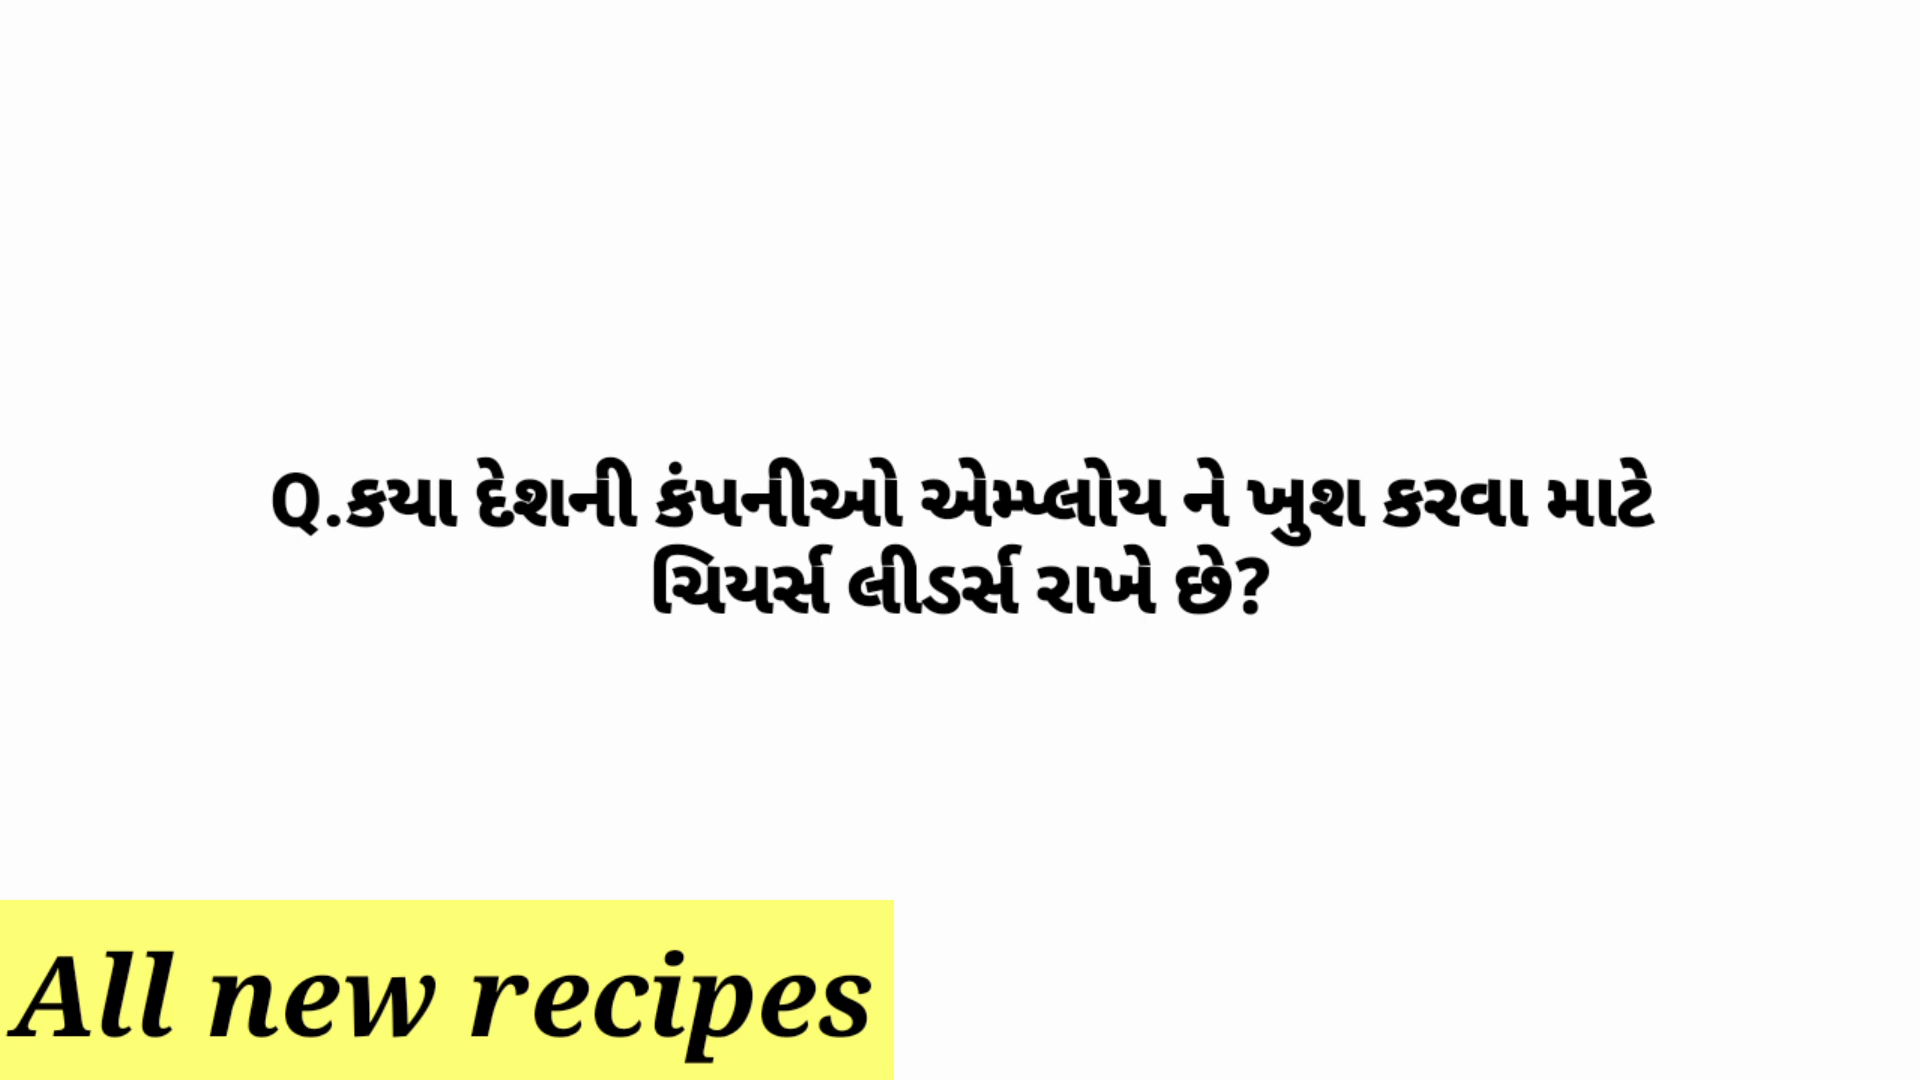 Q.કયા દેશની કંપનીઓ એમ્પ્લોય ને ખુશ કરવા માટે
ચિયર્સ લીડર્સ રાખે છે?
All new recipes